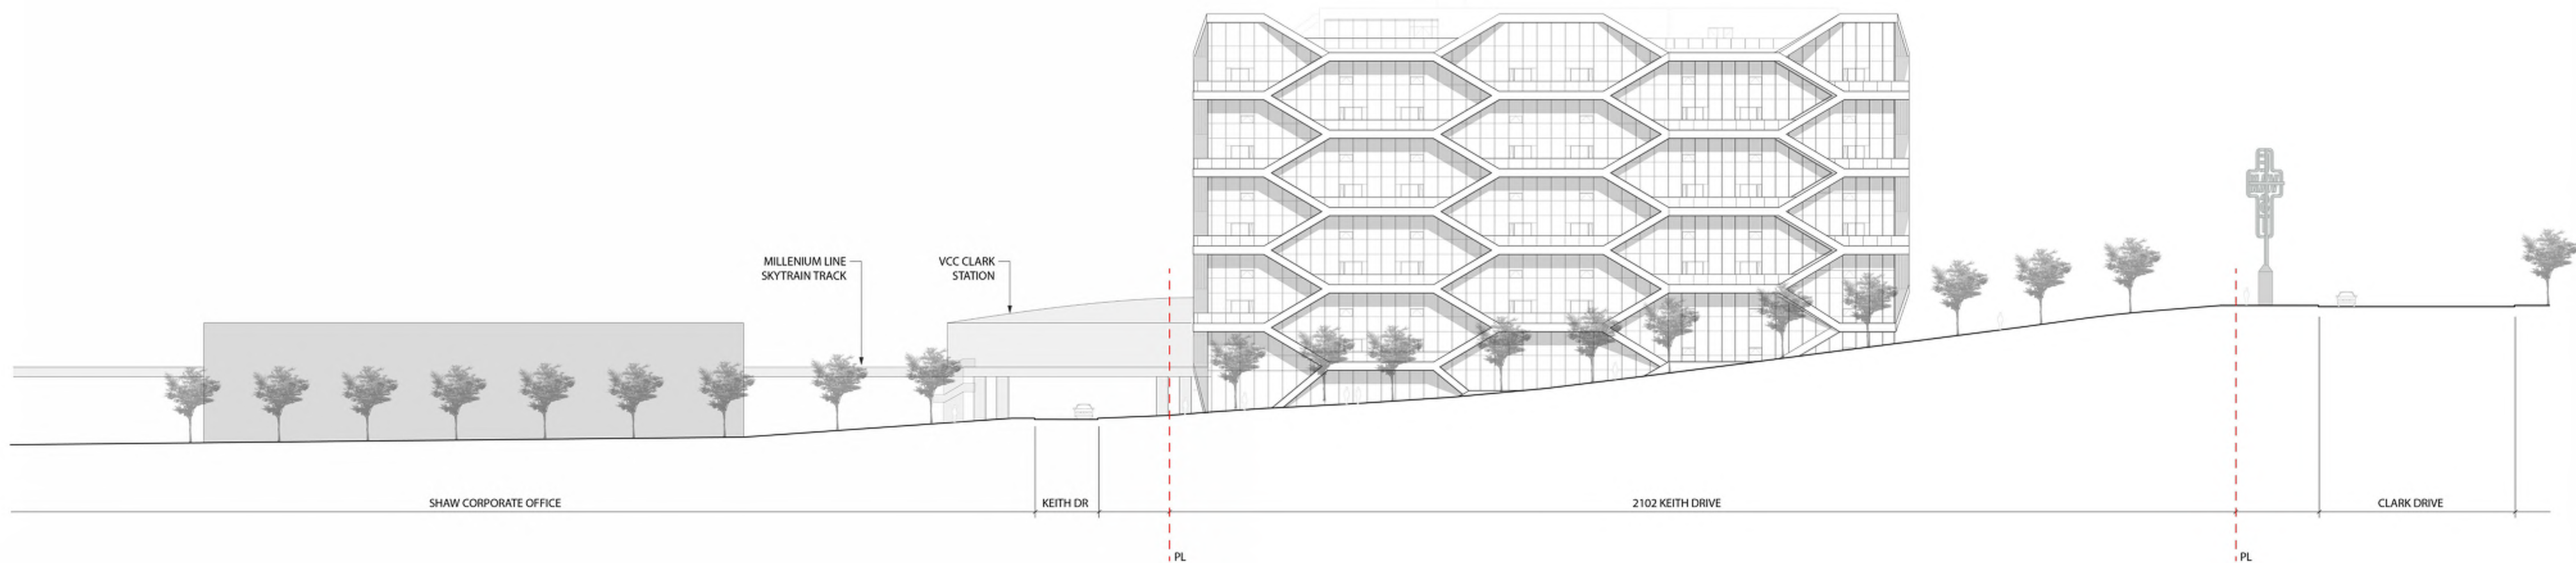 MILLENIUM LINE
SKYTRAIN TRACK
VCC CLARK
STATION
SHAW CORPORATE OFFICE
KEITH DR
2102 KEITH DRIVE
CLARK DRIVE
PL
PL